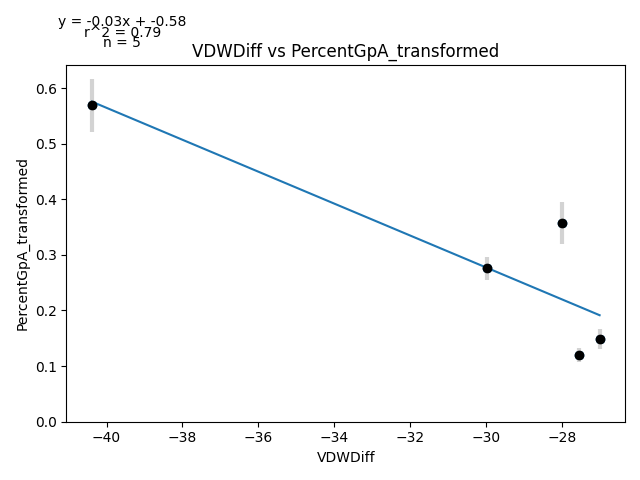 y = -0.03x + -0.58
r^2 = 0.79
n = 5
VDWDiff vs PercentGpA_transformed
PercentGpA_transformed
0.6
0.5
0.4
0.3
0.2
0.1
0.0
−40
−38
−36
−34
−32
−30
−28
VDWDiff